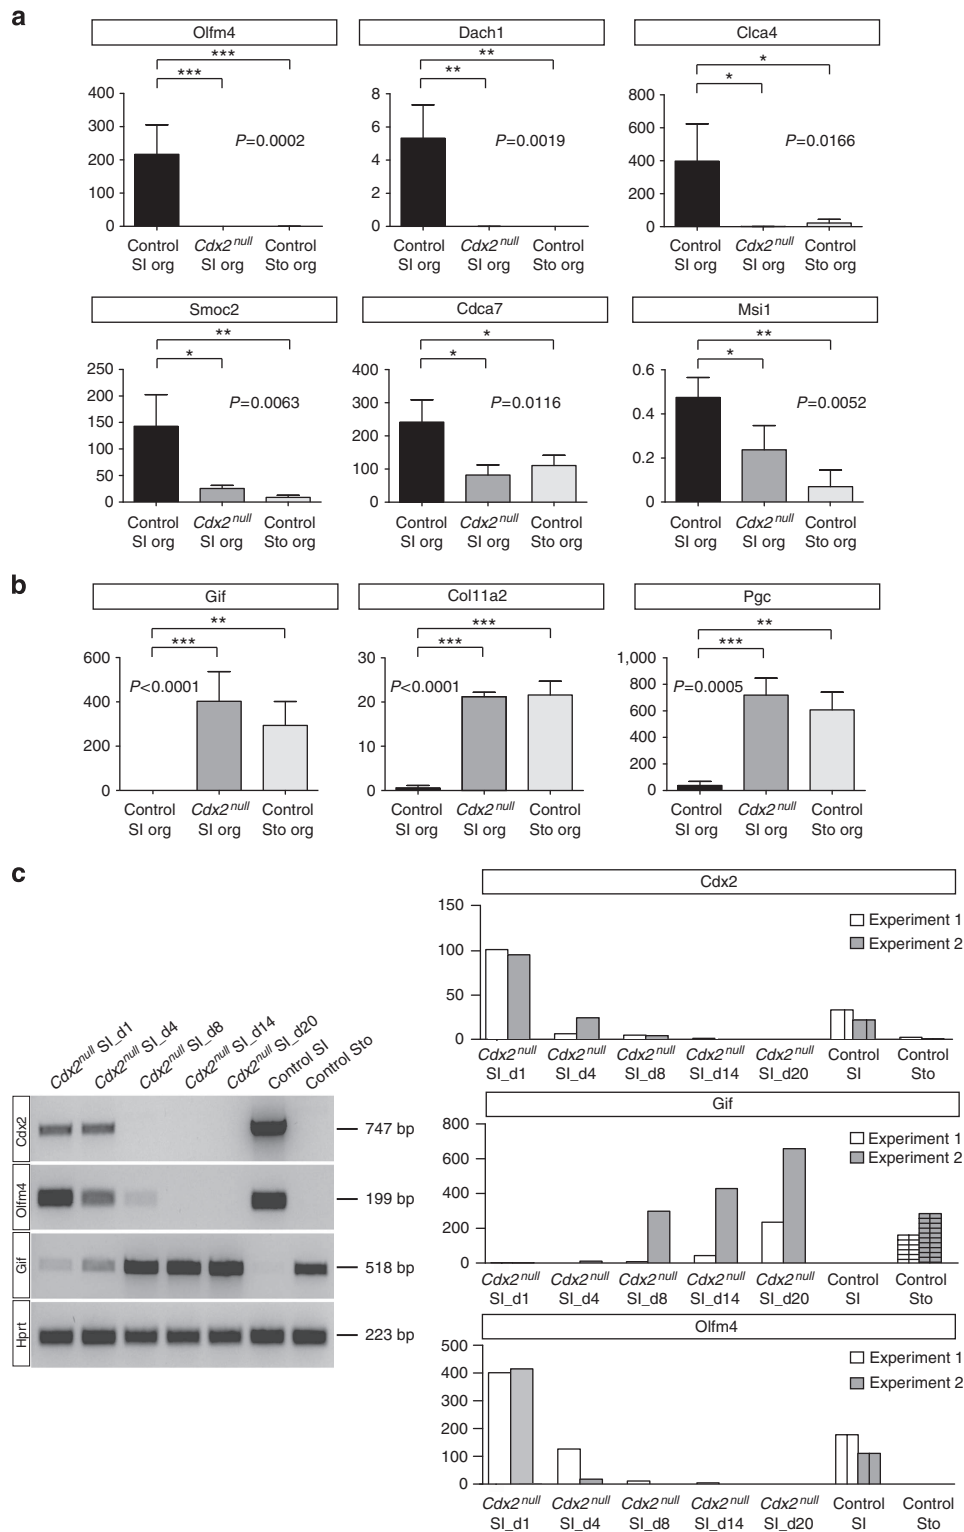 a
Olfm4
Dach1
Clca4
***
***
**
**
*
*
400
300
200
100
0
P=0.0002
8
6
4
2
0
P=0.0019
800
600
400
200
0
P=0.0166
Control Cdx2null Control
SI org SI org Sto org
Control Cdx2null Control
SI org SI org Sto org
Control Cdx2null Control
SI org SI org Sto org
Smoc2
Cdca7
Msi1
**
*
*
*
**
*
250
200
150
100
50
0
P=0.0063
400
300
200
100
0
P=0.0116
0.6
0.4
0.2
0
P=0.0052
Control Cdx2null Control
SI org SI org Sto org
Control Cdx2null Control
SI org SI org Sto org
Control Cdx2null Control
SI org SI org Sto org
b
Gif
Col11a2
Pgc
**
***
***
***
**
***
600
400
200
0
P<0.0001
30
20
10
0
P<0.0001
1,000
800
600
400
200
0
P=0.0005
Control Cdx2null Control
SI org SI org Sto org
Control Cdx2null Control
SI org SI org Sto org
Control Cdx2null Control
SI org SI org Sto org
c
Cdx2null SI_d1
Cdx2null SI_d4
Cdx2null SI_d8
Cdx2null SI_d14
Cdx2null SI_d20
Control SI
Control Sto
Cdx2
747 bp
Olfm4
199 bp
Gif
518 bp
Hprt
223 bp
Cdx2
150
100
50
0
Experiment 1
Experiment 2
Cdx2null Cdx2null Cdx2null Cdx2null Cdx2null Control Control
SI_d1 SI_d4 SI_d8 SI_d14 SI_d20 SI Sto
Gif
800
600
400
200
0
Experiment 1
Experiment 2
Cdx2null Cdx2null Cdx2null Cdx2null Cdx2null Control Control
SI_d1 SI_d4 SI_d8 SI_d14 SI_d20 SI Sto
Olfm4
500
400
300
200
100
0
Experiment 1
Experiment 2
Cdx2null Cdx2null Cdx2null Cdx2null Cdx2null Control Control
SI_d1 SI_d4 SI_d8 SI_d14 SI_d20 SI Sto